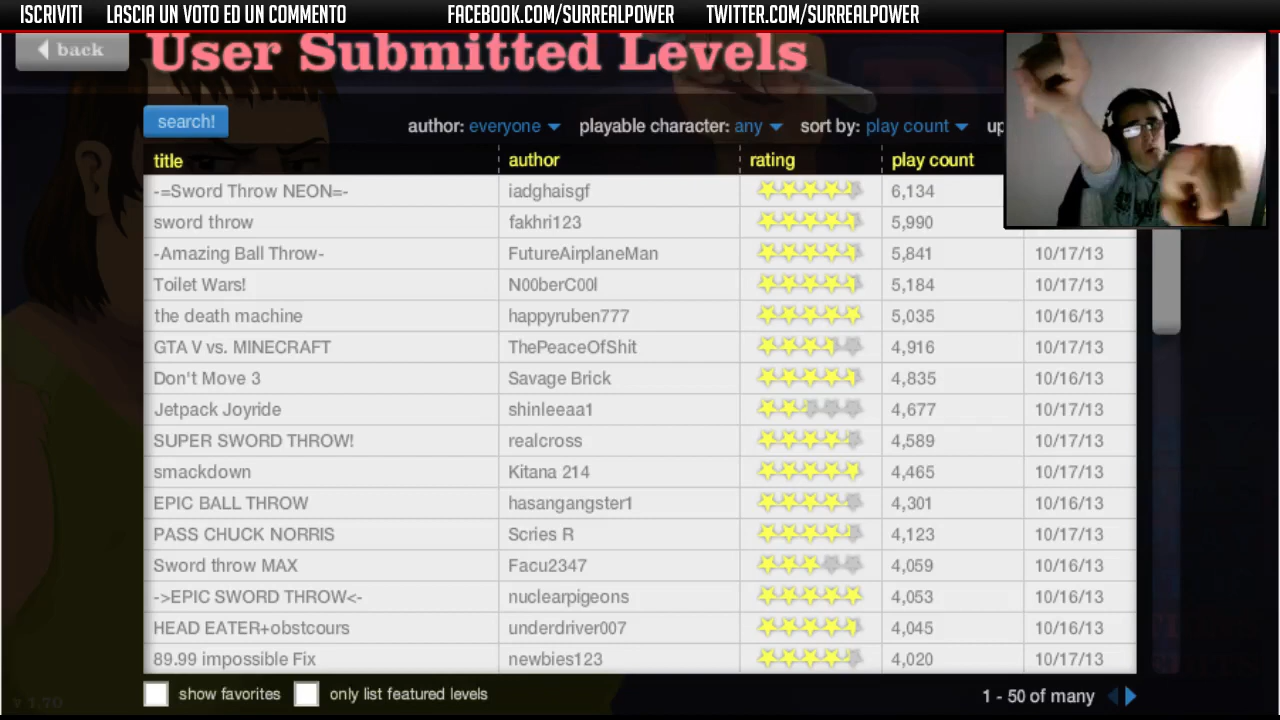 ISCRIVITI LASCIA UN VOTO ED UN COMMENTO FACEBOOK.COM/SURREALPOWER TWITTER.COM/SURREALPOWER
back User Submitted Levels
search! author: everyone playable character: any sort by: play count up
title author rating play count
-=Sword Throw NEON=- iadghaisgf 6,134
sword throw fakhri123 5,990
-Amazing Ball Throw- FutureAirplaneMan 5,841 10/17/13
Toilet Wars! N00berC00l 5,184 10/17/13
the death machine happyruben777 5,035 10/16/13
GTA V vs. MINECRAFT ThePeaceOfShit 4,916 10/17/13
Don't Move 3 Savage Brick 4,835 10/16/13
Jetpack Joyride shinleeaa1 4,677 10/17/13
SUPER SWORD THROW! realcross 4,589 10/17/13
smackdown Kitana 214 4,465 10/17/13
EPIC BALL THROW hasangangster1 4,301 10/16/13
PASS CHUCK NORRIS Scries R 4,123 10/17/13
Sword throw MAX Facu2347 4,059 10/16/13
->EPIC SWORD THROW<- nuclearpigeons 4,053 10/16/13
HEAD EATER+obstcours underdriver007 4,045 10/16/13
89.99 impossible Fix newbies123 4,020 10/17/13
show favorites only list featured levels 1 - 50 of many
v 1.70